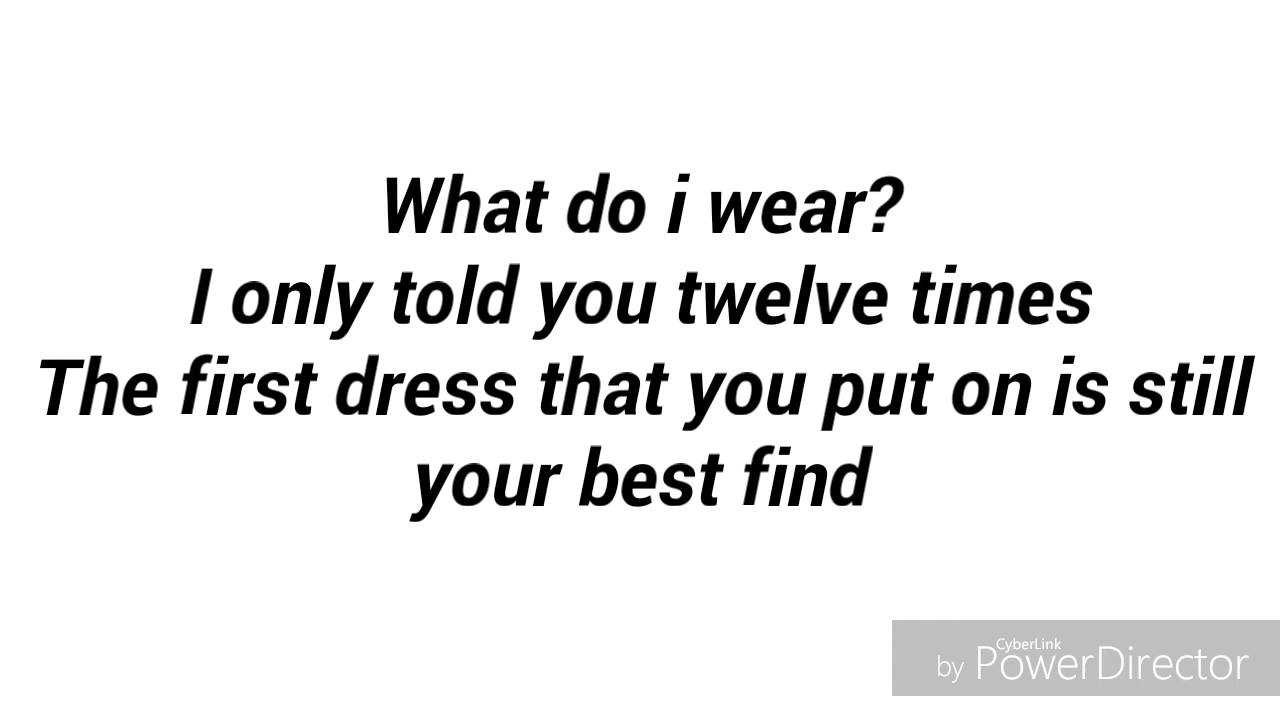 What do i wear?
I only told you twelve times
The first dress that you put on is still
your best find
CyberLink
by PowerDirector